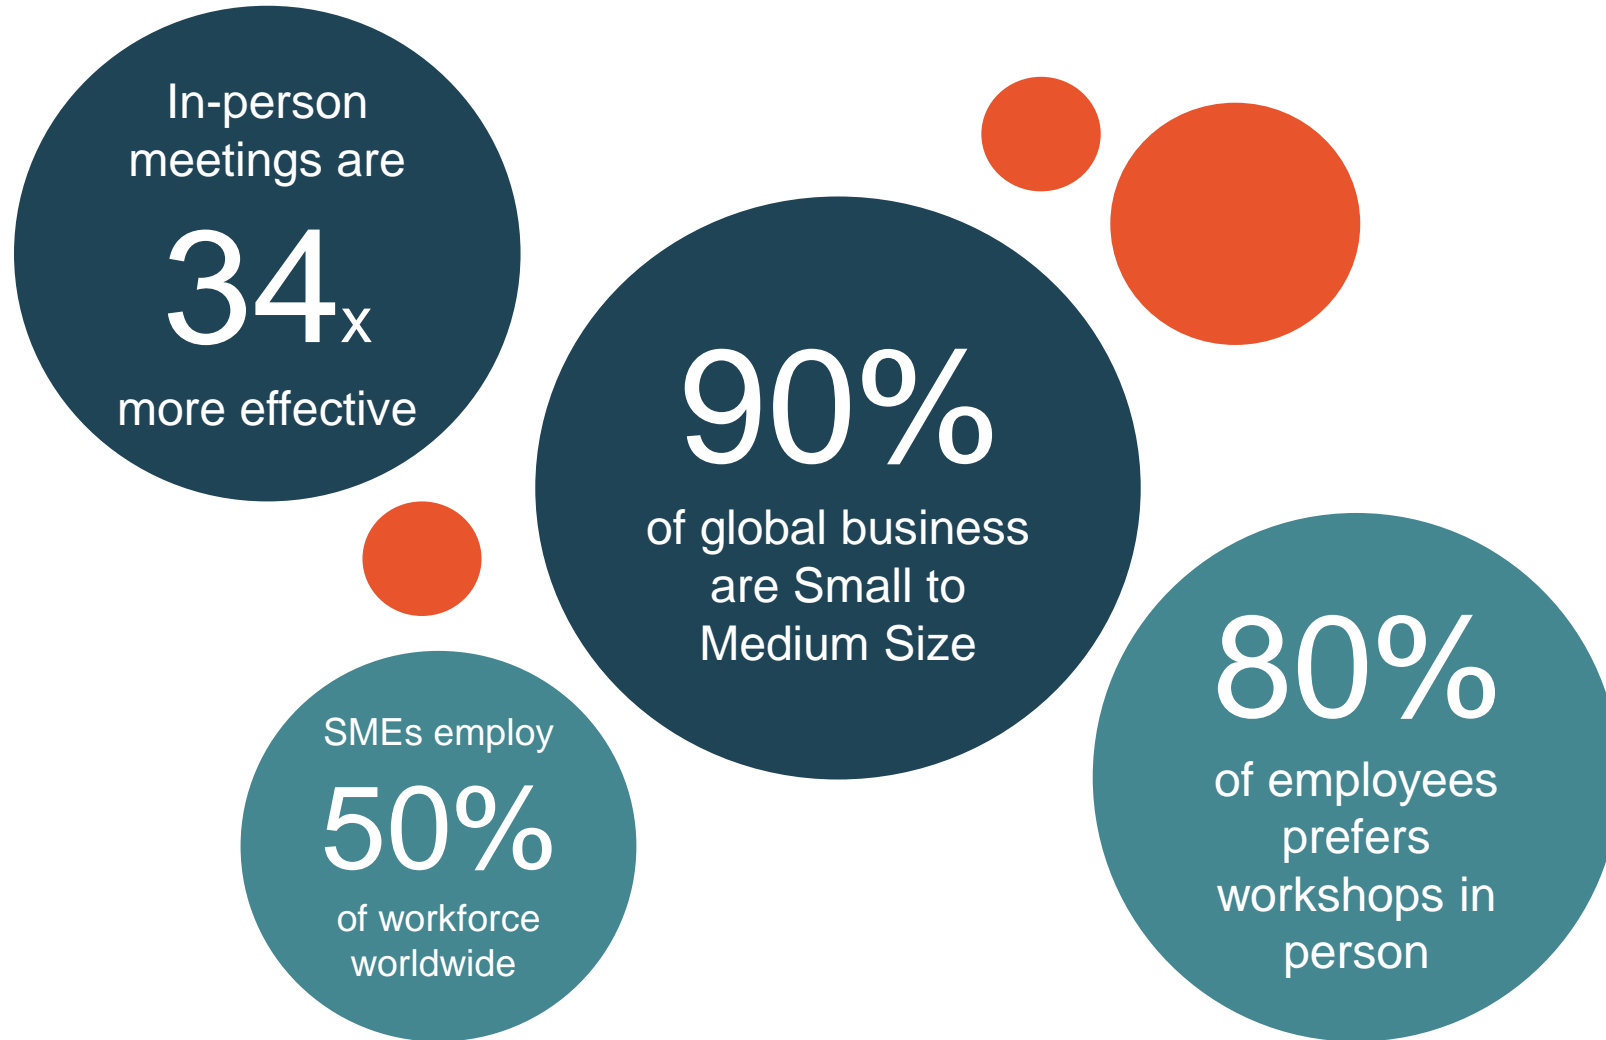 In-person
meetings are
34x
more effective
90%
of global business
are Small to
Medium Size
SMEs employ
50%
of workforce
worldwide
80%
of employees
prefers
workshops in
person